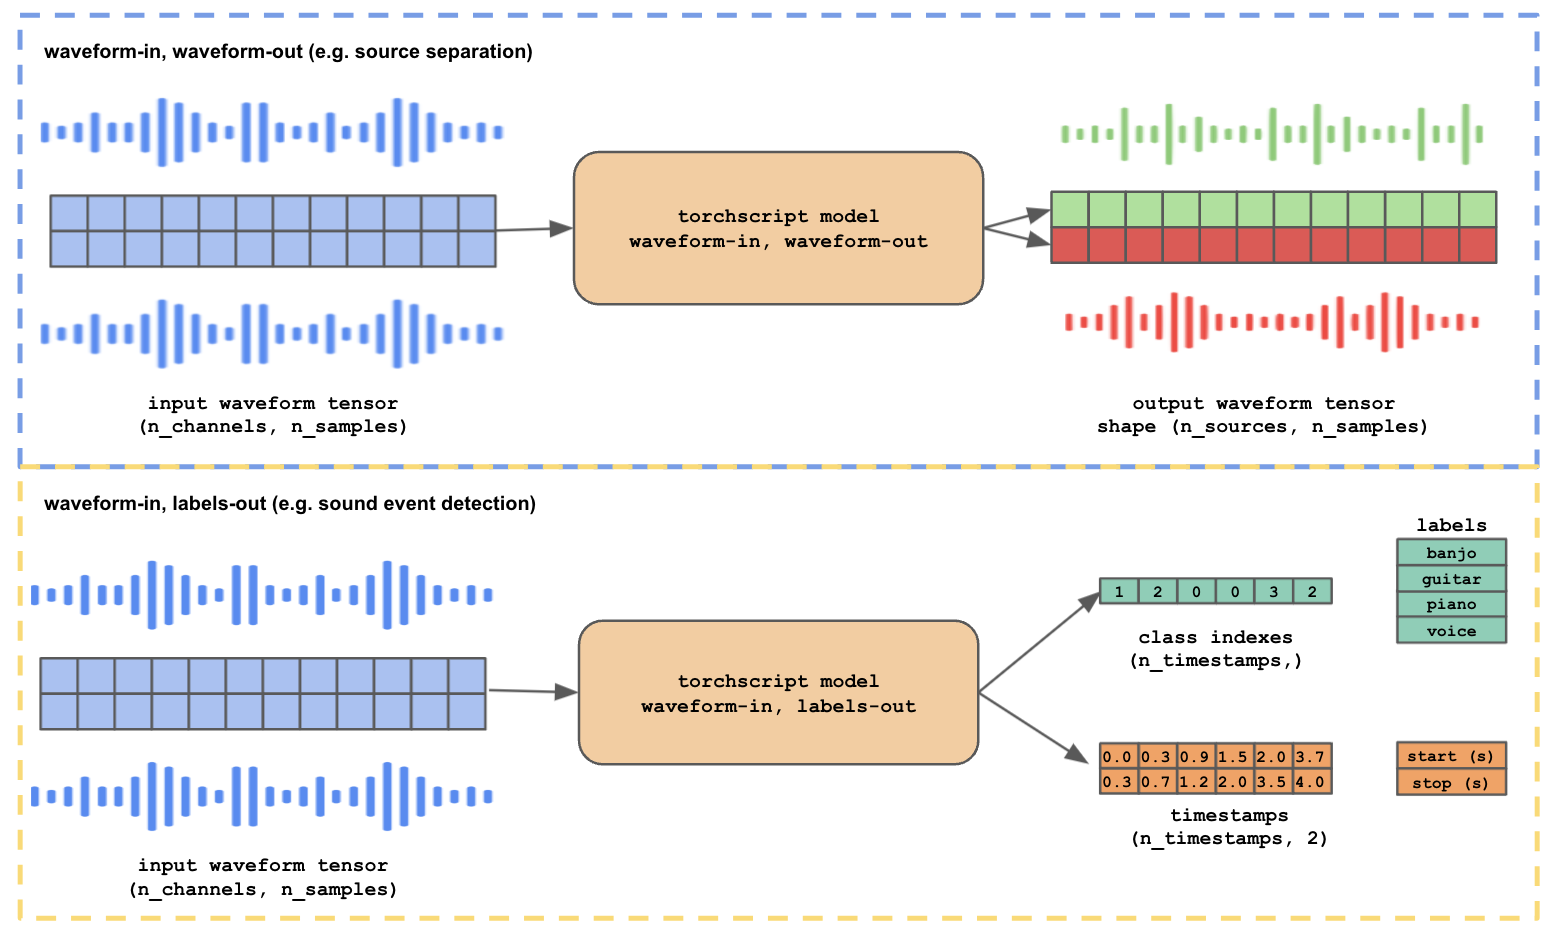 waveform-in, waveform-out (e.g. source separation)
torchscript model
waveform-in, waveform-out
input waveform tensor
(n_channels, n_samples)
output waveform tensor
shape (n_sources, n_samples)
waveform-in, labels-out (e.g. sound event detection)
torchscript model
waveform-in, labels-out
input waveform tensor
(n_channels, n_samples)
1 2 0 0 3 2
class indexes
(n_timestamps,)
labels
banjo
guitar
piano
voice
0.0 0.3 0.9 1.5 2.0 3.7
0.3 0.7 1.2 2.0 3.5 4.0
timestamps
(n_timestamps, 2)
start (s)
stop (s)